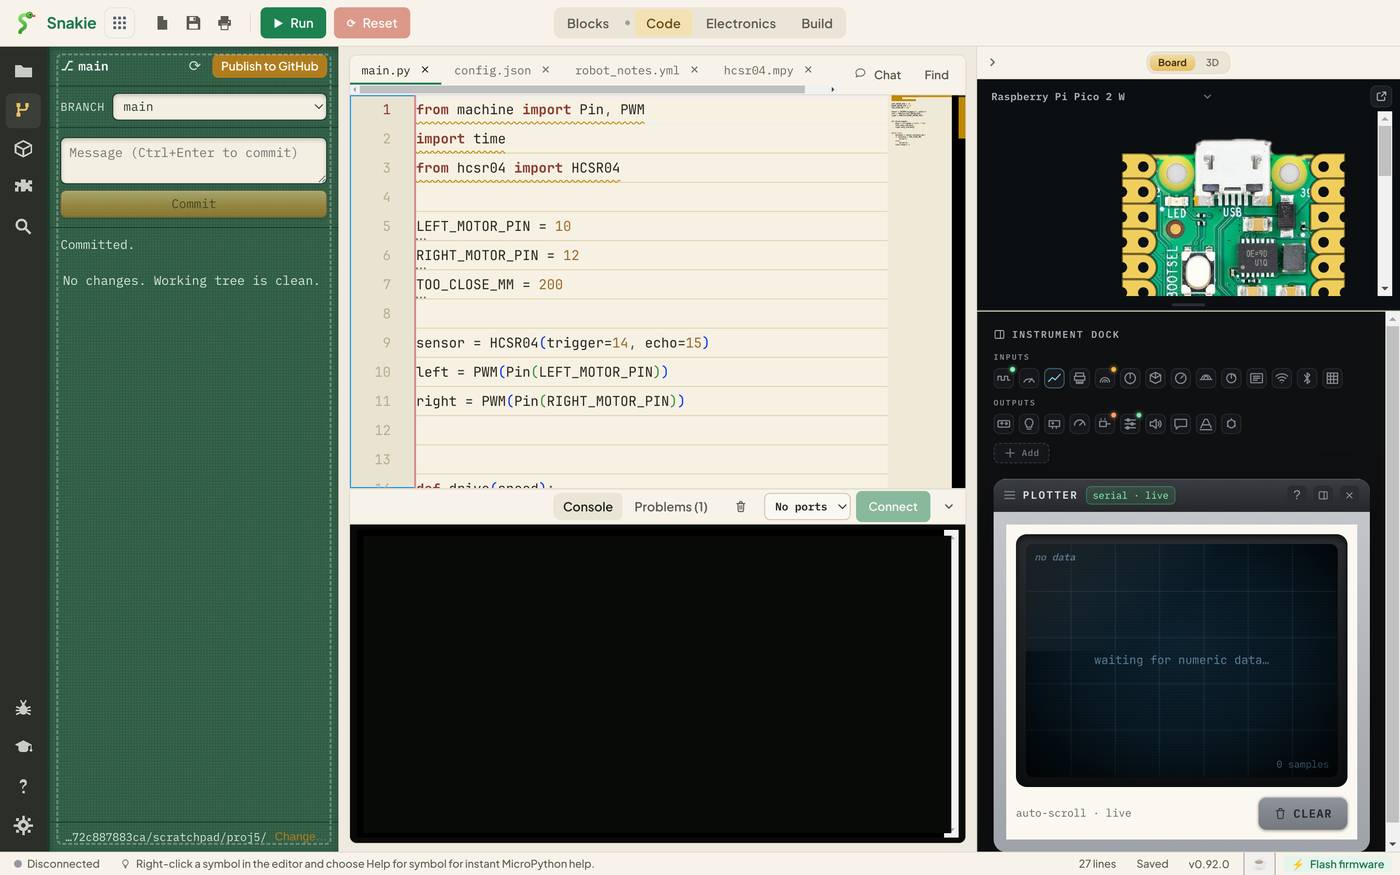 Snakie
Run
Reset
Blocks
Code
Electronics
Build
main
Publish to GitHub
BRANCH
main
Message (Ctrl+Enter to commit)
Commit
Committed.
No changes. Working tree is clean.
…72c887883ca/scratchpad/proj5/ Change…
main.py
config.json
robot_notes.yml
hcsr04.mpy
Chat
Find
1 from machine import Pin, PWM
2 import time
3 from hcsr04 import HCSR04
4
5 LEFT_MOTOR_PIN = 10
6 RIGHT_MOTOR_PIN = 12
7 TOO_CLOSE_MM = 200
8
9 sensor = HCSR04(trigger=14, echo=15)
10 left = PWM(Pin(LEFT_MOTOR_PIN))
11 right = PWM(Pin(RIGHT_MOTOR_PIN))
12
13
14 def drive(speed):
Console
Problems (1)
No ports
Connect
Board
3D
Raspberry Pi Pico 2 W
LED
USB
39
BOOTSEL
INSTRUMENT DOCK
INPUTS
OUTPUTS
+ Add
PLOTTER
serial · live
?
no data
waiting for numeric data…
0 samples
auto-scroll · live
CLEAR
Disconnected
Right-click a symbol in the editor and choose Help for symbol for instant MicroPython help.
27 lines
Saved
v0.92.0
Flash firmware